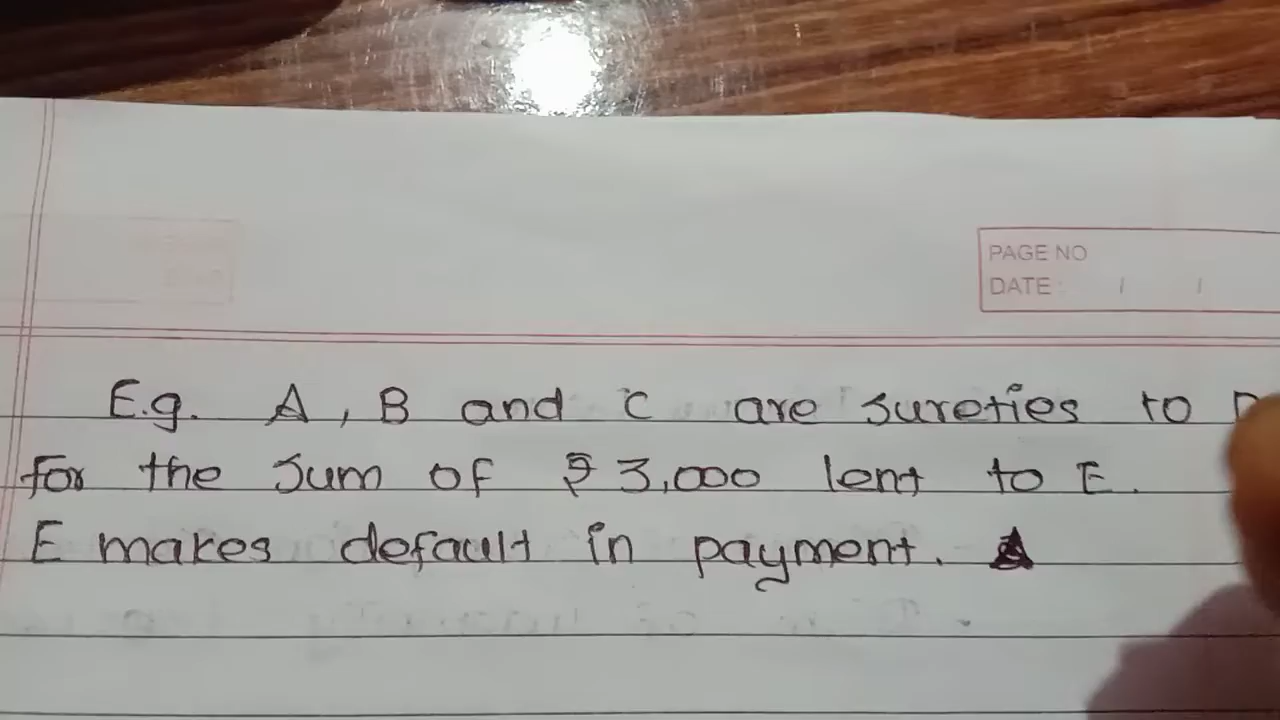 PAGE NO
DATE : / /
E.g. A, B and C are sureties to D
for the sum of ₹ 3,000 lent to E.
E makes default in payment. A